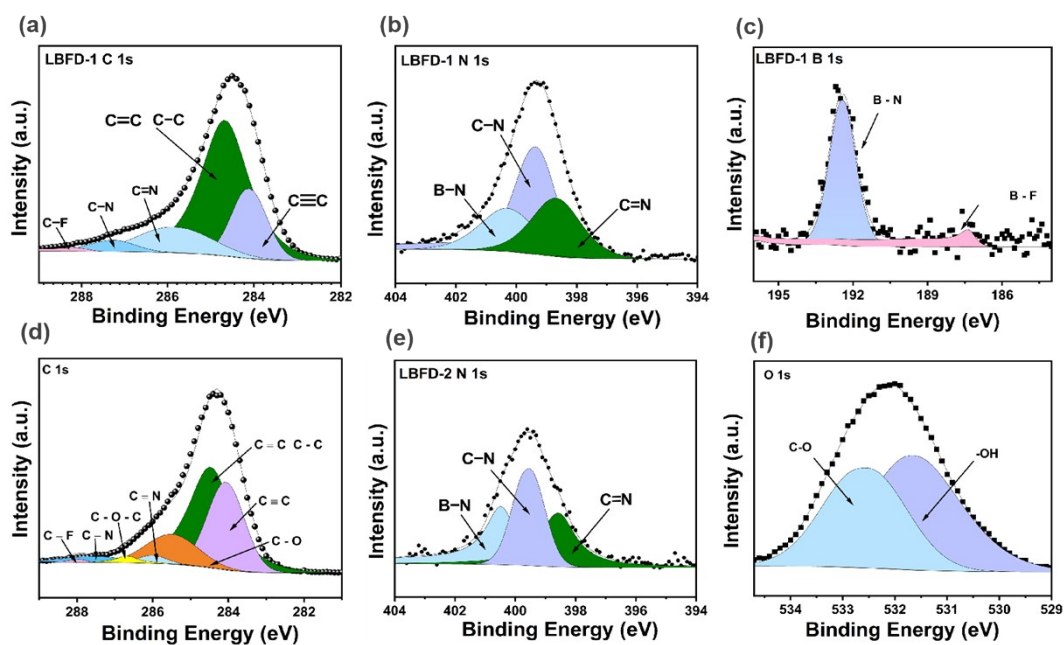 (a)
LBFD-1 C 1s
C=C C-C
C≡C
C=N
C-N
C-F
Intensity (a.u.)
288 286 284 282
Binding Energy (eV)
(b)
LBFD-1 N 1s
C-N
B-N
C=N
Intensity (a.u.)
404 402 400 398 396 394
Binding Energy (eV)
(c)
LBFD-1 B 1s
B - N
B - F
Intensity (a.u.)
195 192 189 186
Binding Energy (eV)
(d)
C 1s
C=C C-C
C=N
C≡C
C-O-C
C-F C-N
C-O
Intensity (a.u.)
288 286 284 282
Binding Energy (eV)
(e)
LBFD-2 N 1s
C-N
B-N
C=N
Intensity (a.u.)
404 402 400 398 396 394
Binding Energy (eV)
(f)
O 1s
C-O
-OH
Intensity (a.u.)
534 533 532 531 530 529
Binding Energy (eV)